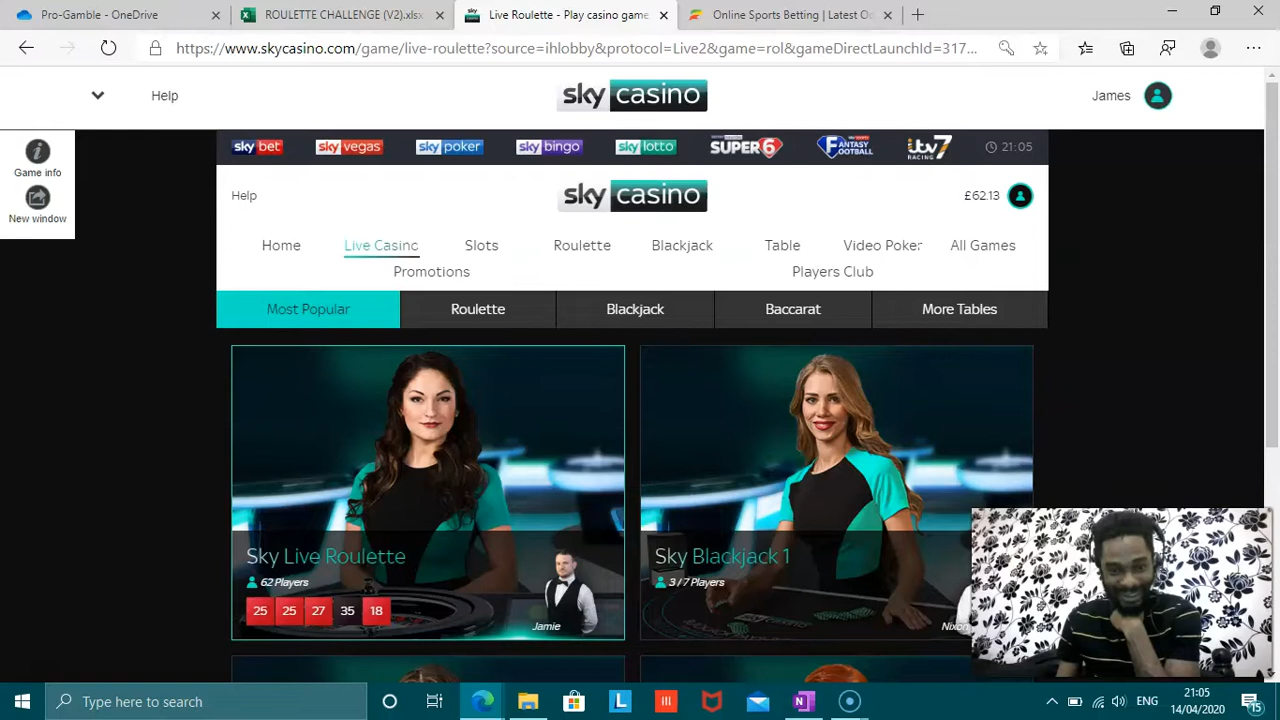 Pro-Gamble - OneDrive
ROULETTE CHALLENGE (V2).xlsx
Live Roulette - Play casino game
Online Sports Betting | Latest Od
https://www.skycasino.com/game/live-roulette?source=ihlobby&protocol=Live2&game=rol&gameDirectLaunchId=317...
Help
sky casino
James
Game info
New window
sky bet
sky vegas
sky poker
sky bingo
sky lotto
SUPER 6
FANTASY FOOTBALL
itv7 RACING
21:05
Help
sky casino
£62.13
Home
Live Casino
Slots
Roulette
Blackjack
Table
Video Poker
All Games
Promotions
Players Club
Most Popular
Roulette
Blackjack
Baccarat
More Tables
Sky Live Roulette
62 Players
25 25 27 35 18
Jamie
Sky Blackjack 1
3 / 7 Players
Nixon
Type here to search
ENG
21:05
14/04/2020
15